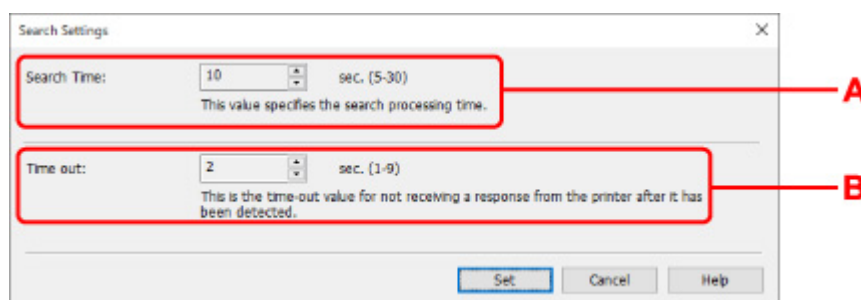 Search Settings
Search Time: 10 sec. (5-30)
This value specifies the search processing time.
A
Time out: 2 sec. (1-9)
This is the time-out value for not receiving a response from the printer after it has
been detected.
B
Set Cancel Help